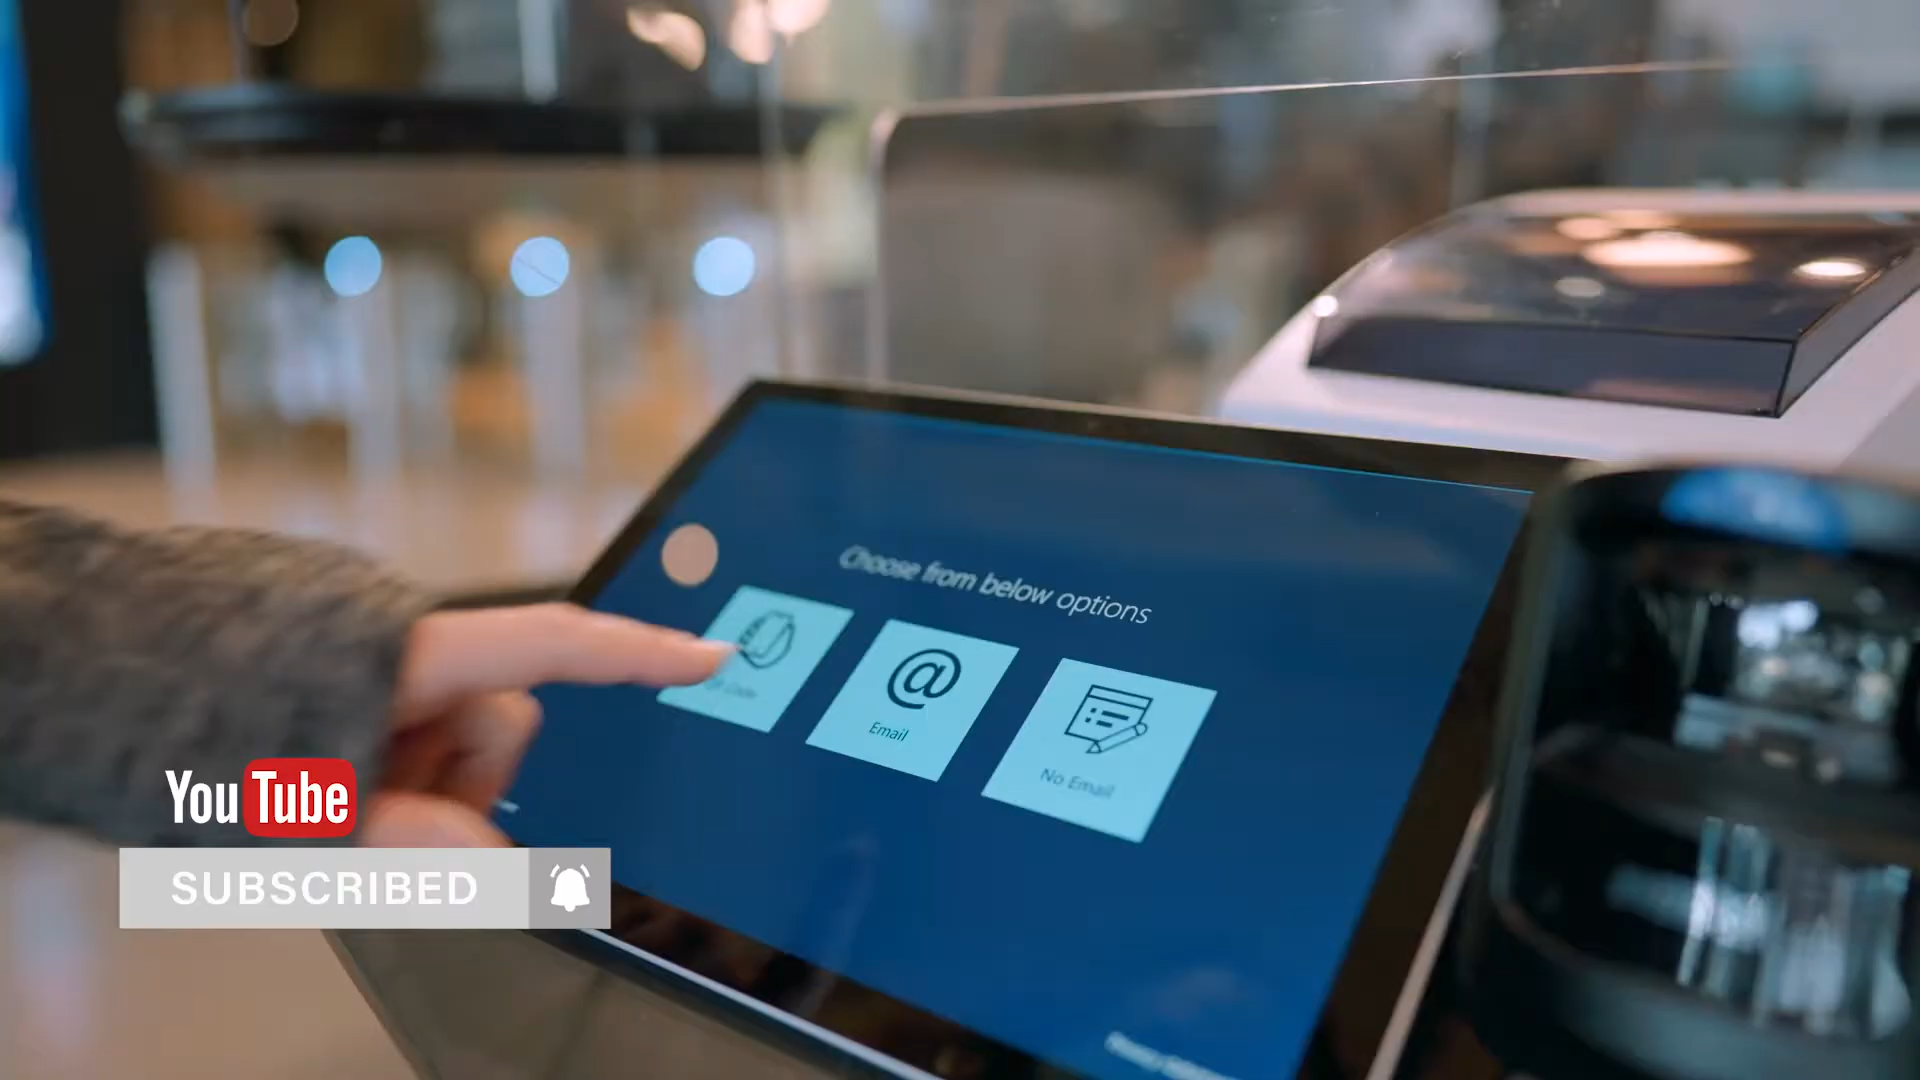 Choose from below options
Email
No Email
YouTube
SUBSCRIBED